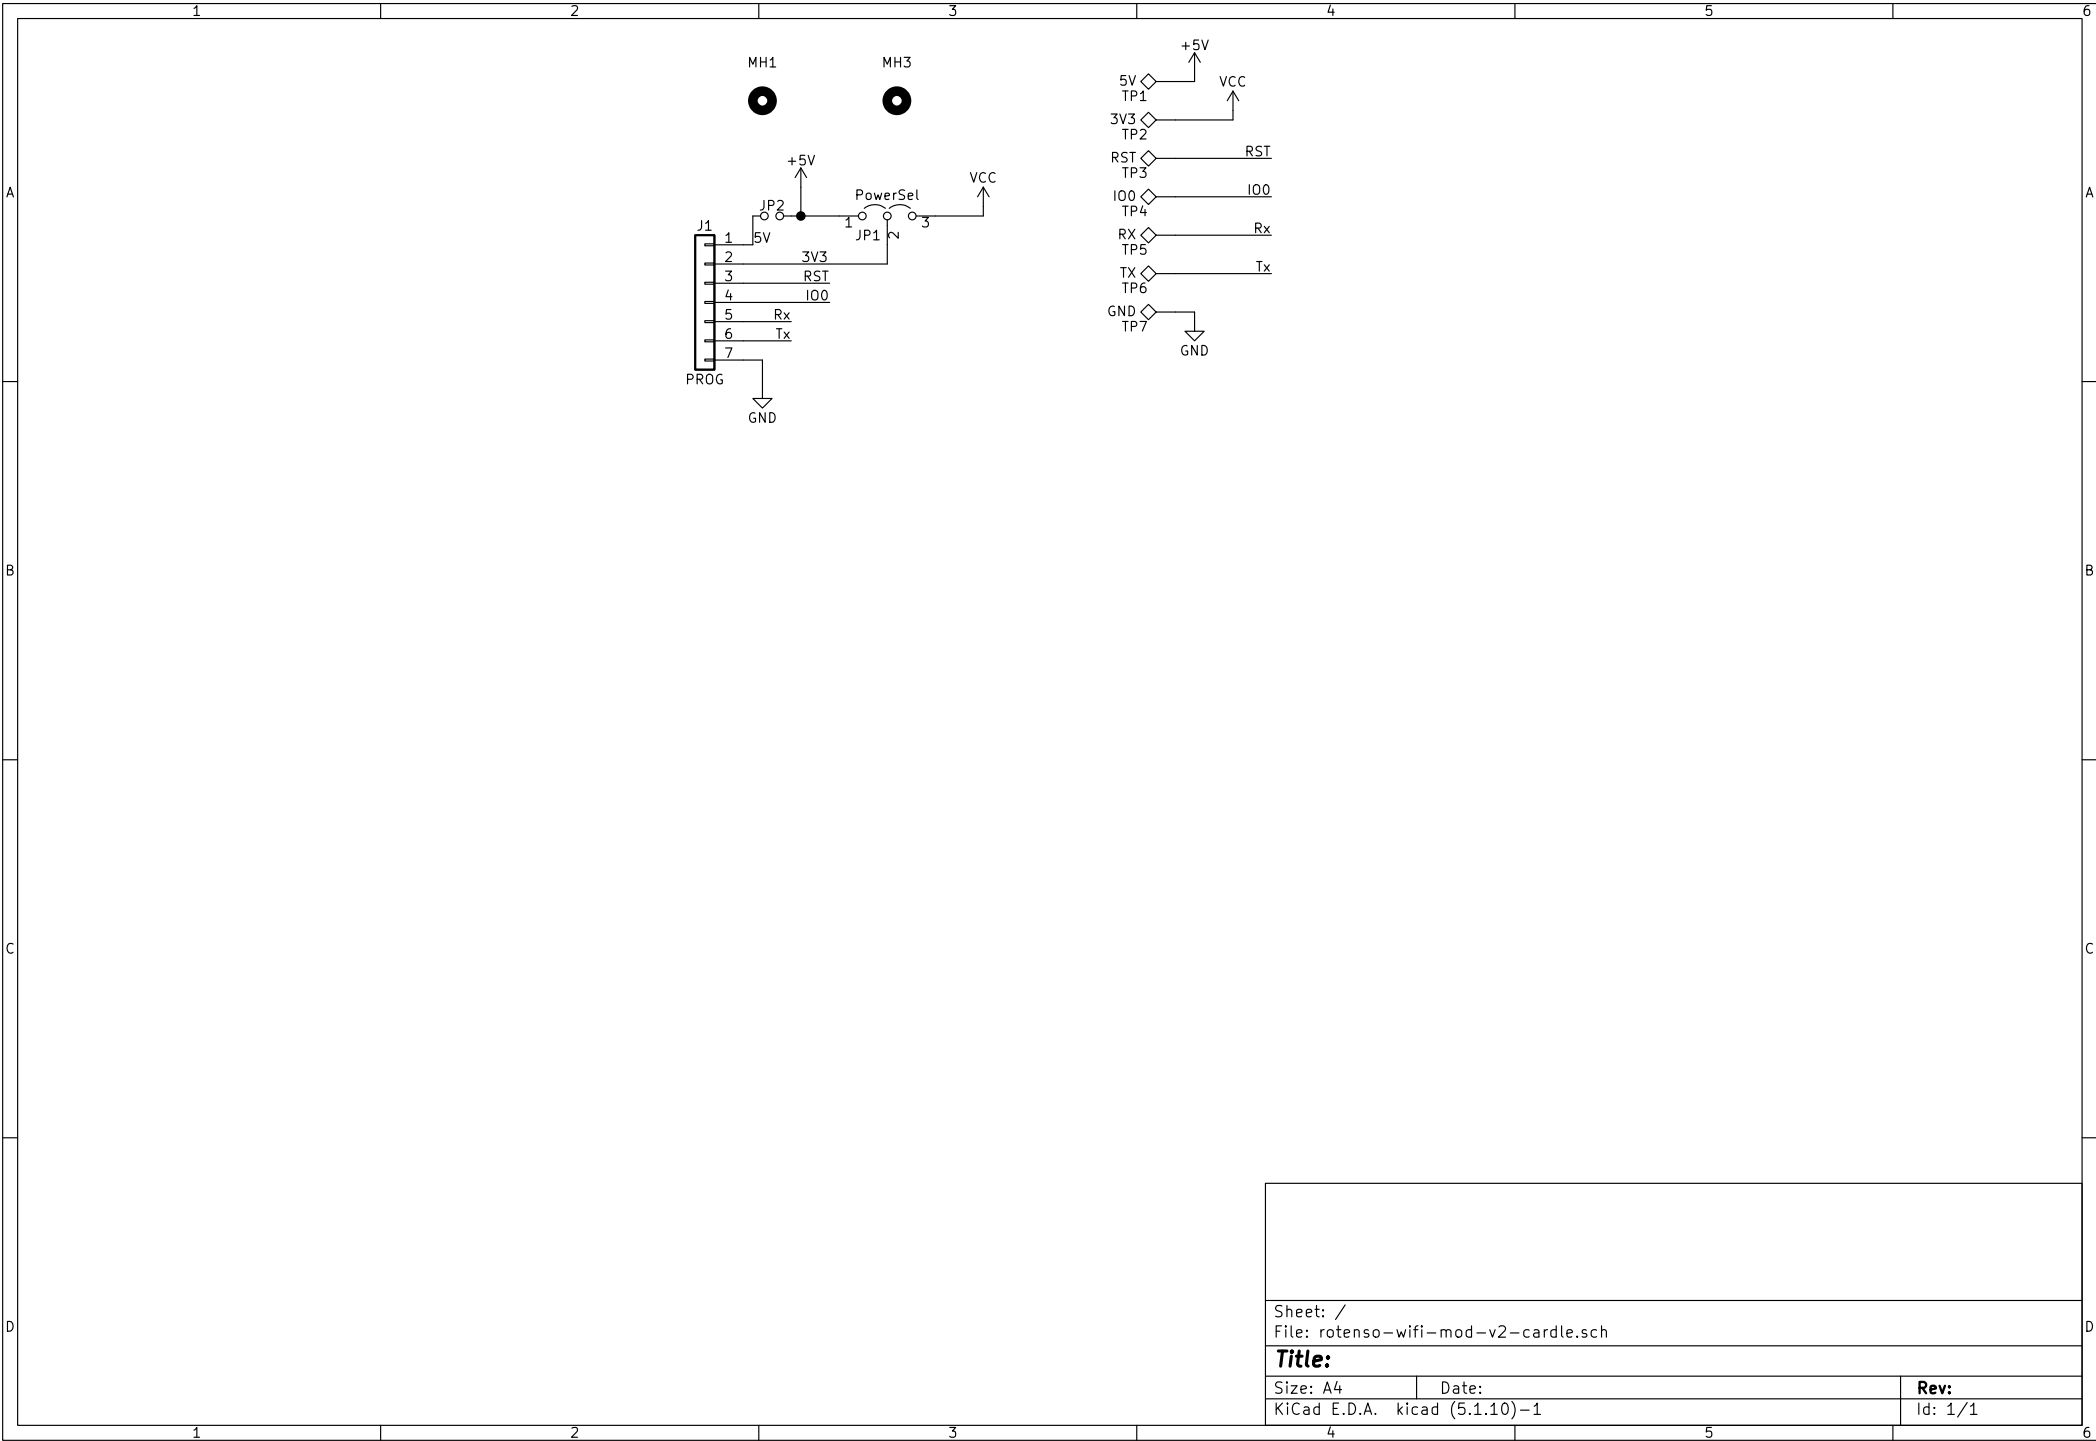 1 2 3 4 5 6
MH1 MH3
+5V
5V
TP1
VCC
3V3
TP2
RST RST
TP3
IO0 IO0
TP4
RX Rx
TP5
TX Tx
TP6
GND
TP7
GND
+5V
VCC
PowerSel
JP2
1 JP1 2 3
J1
1 5V
2 3V3
3 RST
4 IO0
5 Rx
6 Tx
7
PROG
GND
A A
B B
C C
D D
Sheet: /
File: rotenso-wifi-mod-v2-cardle.sch
Title:
Size: A4 Date: Rev:
KiCad E.D.A. kicad (5.1.10)-1 Id: 1/1
1 2 3 4 5 6